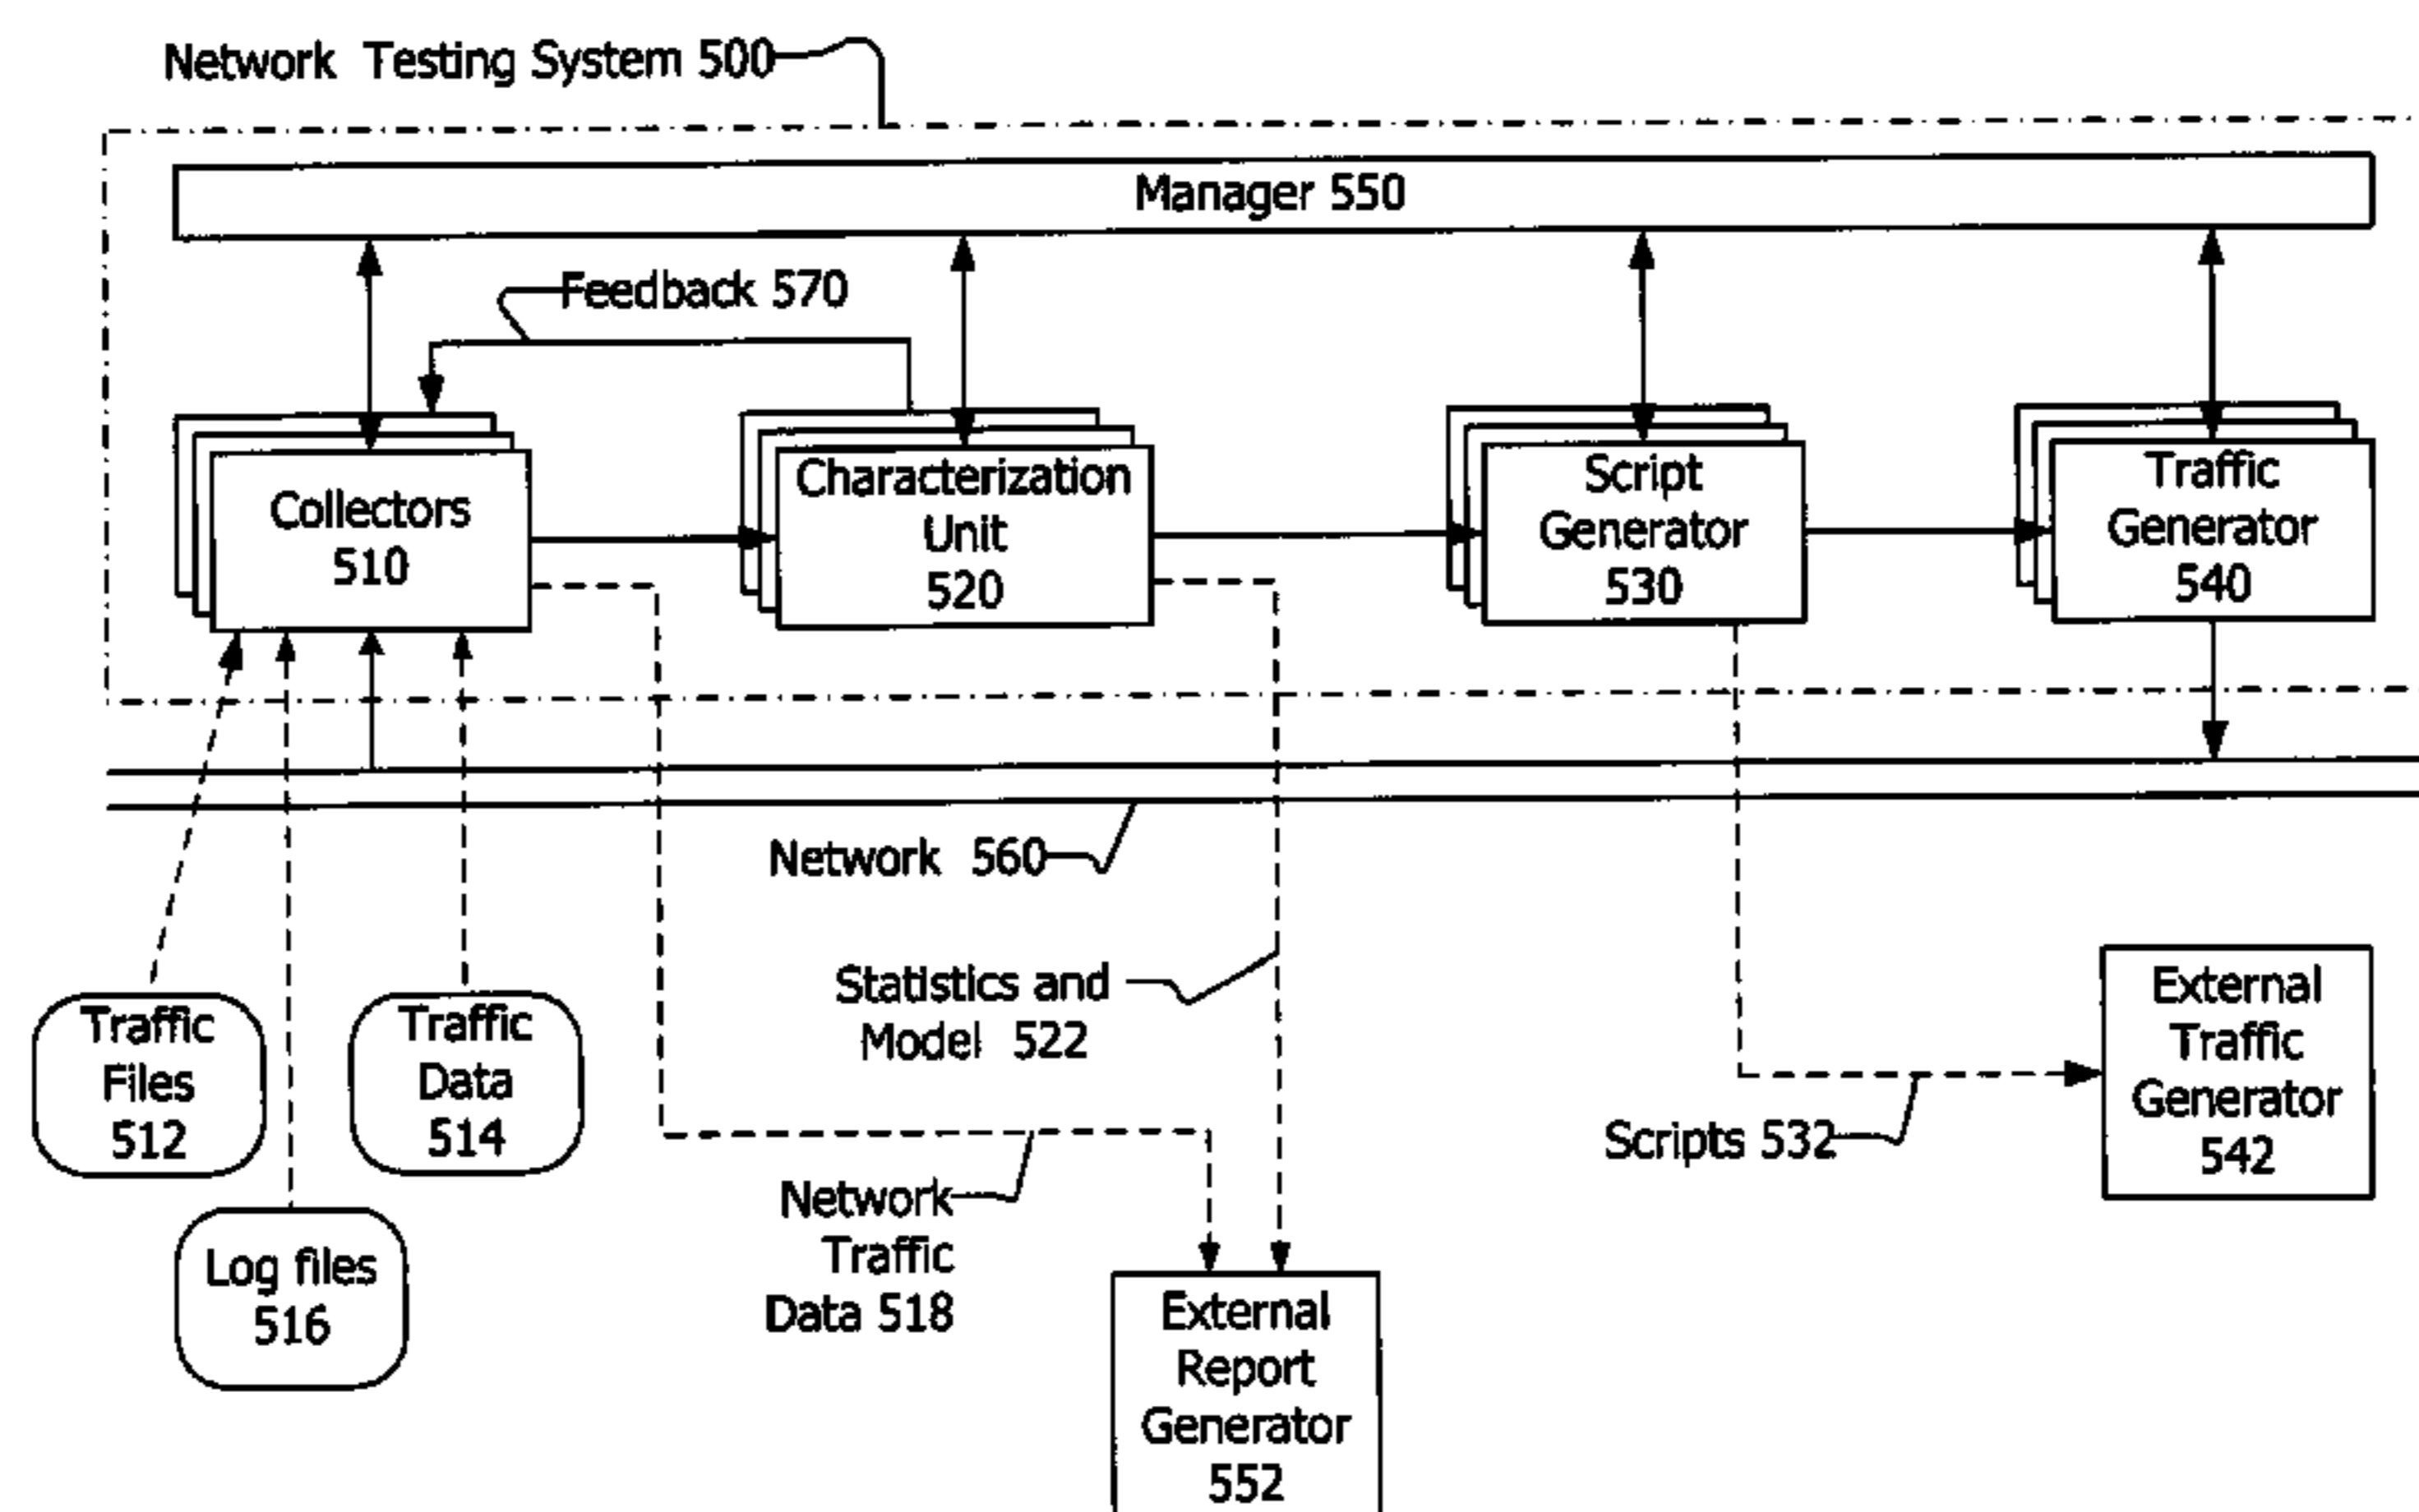 Network Testing System 500
Manager 550
Feedback 570
Collectors
510
Characterization
Unit
520
Script
Generator
530
Traffic
Generator
540
Network 560
Traffic
Files
512
Traffic
Data
514
Log files
516
Statistics and
Model 522
Network
Traffic
Data 518
Scripts 532
External
Traffic
Generator
542
External
Report
Generator
552